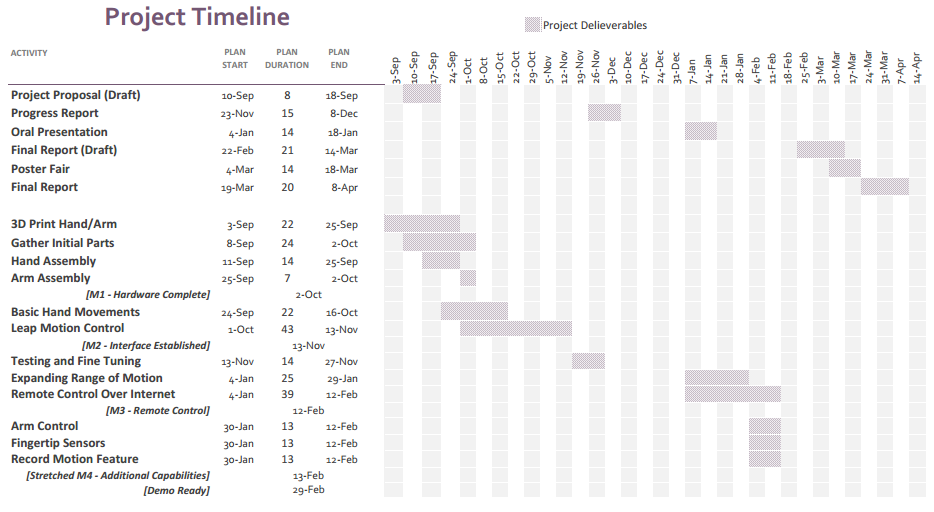 Project Timeline
Project Delieverables
ACTIVITY PLAN START PLAN DURATION PLAN END
3-Sep 10-Sep 17-Sep 24-Sep 1-Oct 8-Oct 15-Oct 22-Oct 29-Oct 5-Nov 12-Nov 19-Nov 26-Nov 3-Dec 10-Dec 17-Dec 24-Dec 31-Dec 7-Jan 14-Jan 21-Jan 28-Jan 4-Feb 11-Feb 18-Feb 25-Feb 3-Mar 10-Mar 17-Mar 24-Mar 31-Mar 7-Apr 14-Apr
Project Proposal (Draft) 10-Sep 8 18-Sep
Progress Report 23-Nov 15 8-Dec
Oral Presentation 4-Jan 14 18-Jan
Final Report (Draft) 22-Feb 21 14-Mar
Poster Fair 4-Mar 14 18-Mar
Final Report 19-Mar 20 8-Apr
3D Print Hand/Arm 3-Sep 22 25-Sep
Gather Initial Parts 8-Sep 24 2-Oct
Hand Assembly 11-Sep 14 25-Sep
Arm Assembly 25-Sep 7 2-Oct
[M1 - Hardware Complete] 2-Oct
Basic Hand Movements 24-Sep 22 16-Oct
Leap Motion Control 1-Oct 43 13-Nov
[M2 - Interface Established] 13-Nov
Testing and Fine Tuning 13-Nov 14 27-Nov
Expanding Range of Motion 4-Jan 25 29-Jan
Remote Control Over Internet 4-Jan 39 12-Feb
[M3 - Remote Control] 12-Feb
Arm Control 30-Jan 13 12-Feb
Fingertip Sensors 30-Jan 13 12-Feb
Record Motion Feature 30-Jan 13 12-Feb
[Stretched M4 - Additional Capabilities] 13-Feb
[Demo Ready] 29-Feb